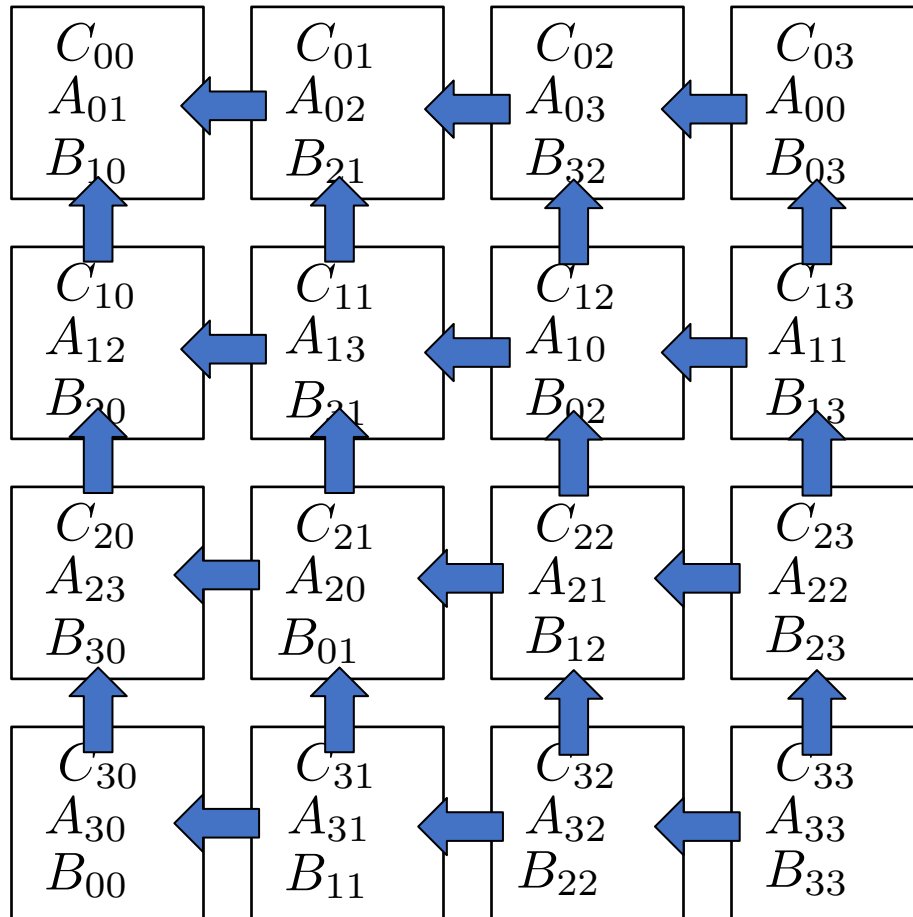 C₀₀ C₀₁ C₀₂ C₀₃
A₀₁ A₀₂ A₀₃ A₀₀
B₁₀ B₂₁ B₃₂ B₀₃
C₁₀ C₁₁ C₁₂ C₁₃
A₁₂ A₁₃ A₁₀ A₁₁
B₂₀ B₃₁ B₀₂ B₁₃
C₂₀ C₂₁ C₂₂ C₂₃
A₂₃ A₂₀ A₂₁ A₂₂
B₃₀ B₀₁ B₁₂ B₂₃
C₃₀ C₃₁ C₃₂ C₃₃
A₃₀ A₃₁ A₃₂ A₃₃
B₀₀ B₁₁ B₂₂ B₃₃